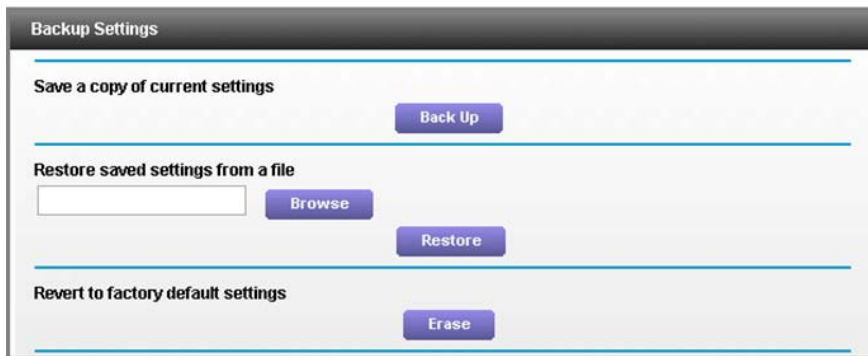 Backup Settings
Save a copy of current settings
Back Up
Restore saved settings from a file
Browse
Restore
Revert to factory default settings
Erase